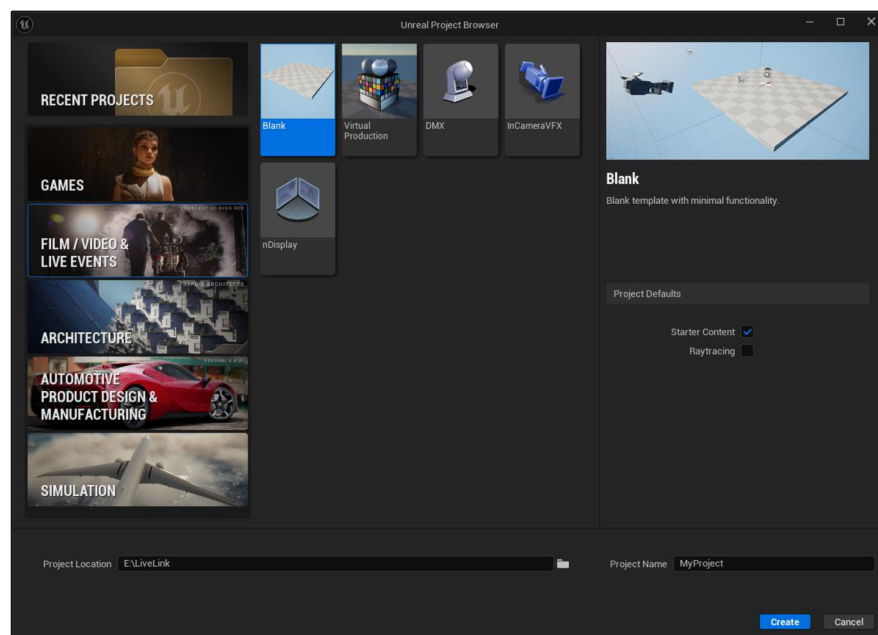 Unreal Project Browser
RECENT PROJECTS
GAMES
FILM / VIDEO &
LIVE EVENTS
ARCHITECTURE
AUTOMOTIVE
PRODUCT DESIGN &
MANUFACTURING
SIMULATION
Blank
Virtual
Production
DMX
InCameraVFX
nDisplay
Blank
Blank template with minimal functionality.
Project Defaults
Starter Content
Raytracing
Project Location
E:\LiveLink
Project Name
MyProject
Create
Cancel